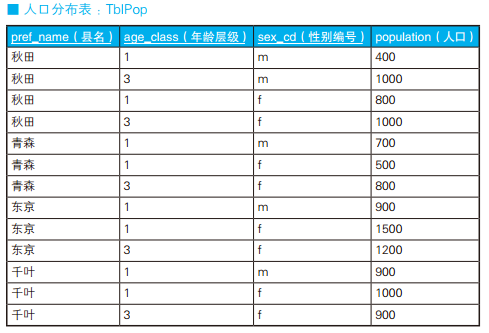 ■ 人口分布表：TblPop
pref_name（县名） age_class（年龄层级） sex_cd（性别编号） population（人口）
秋田 1 m 400
秋田 3 m 1000
秋田 1 f 800
秋田 3 f 1000
青森 1 m 700
青森 1 f 500
青森 3 f 800
东京 1 m 900
东京 1 f 1500
东京 3 f 1200
千叶 1 m 900
千叶 1 f 1000
千叶 3 f 900